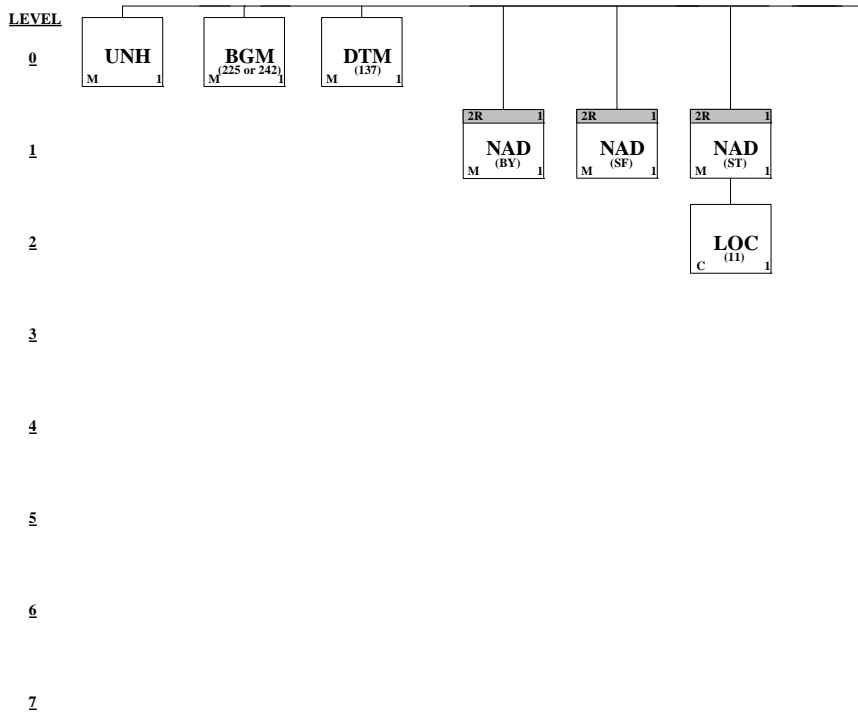 LEVEL
0
UNH
M 1
BGM
(225 or 242)
M 1
DTM
(137)
M 1
1
2R 1
NAD
(BY)
M 1
2R 1
NAD
(SF)
M 1
2R 1
NAD
(ST)
M 1
2
LOC
(11)
C 1
3
4
5
6
7